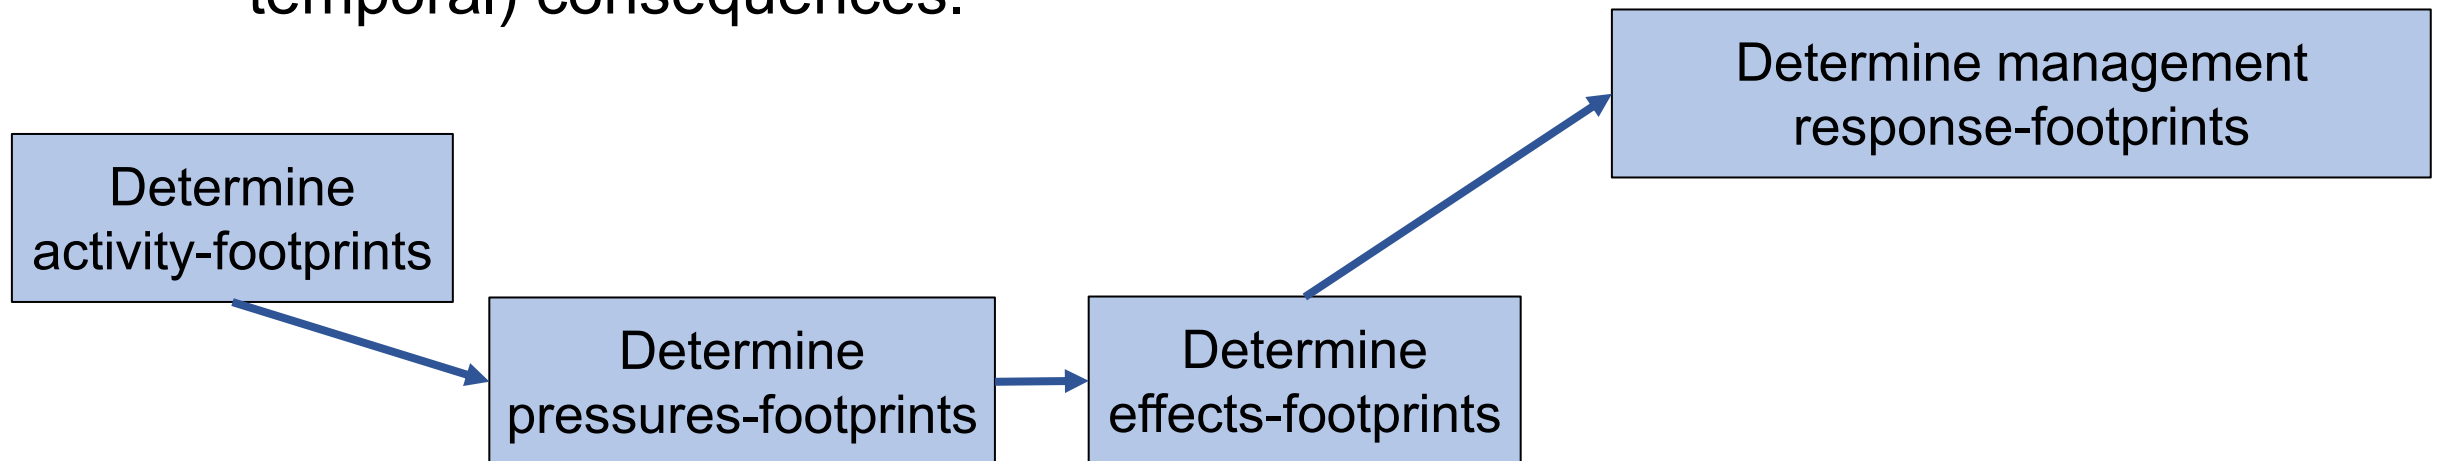 temporal) consequences.
Determine management
response-footprints
Determine
activity-footprints
Determine
pressures-footprints
Determine
effects-footprints